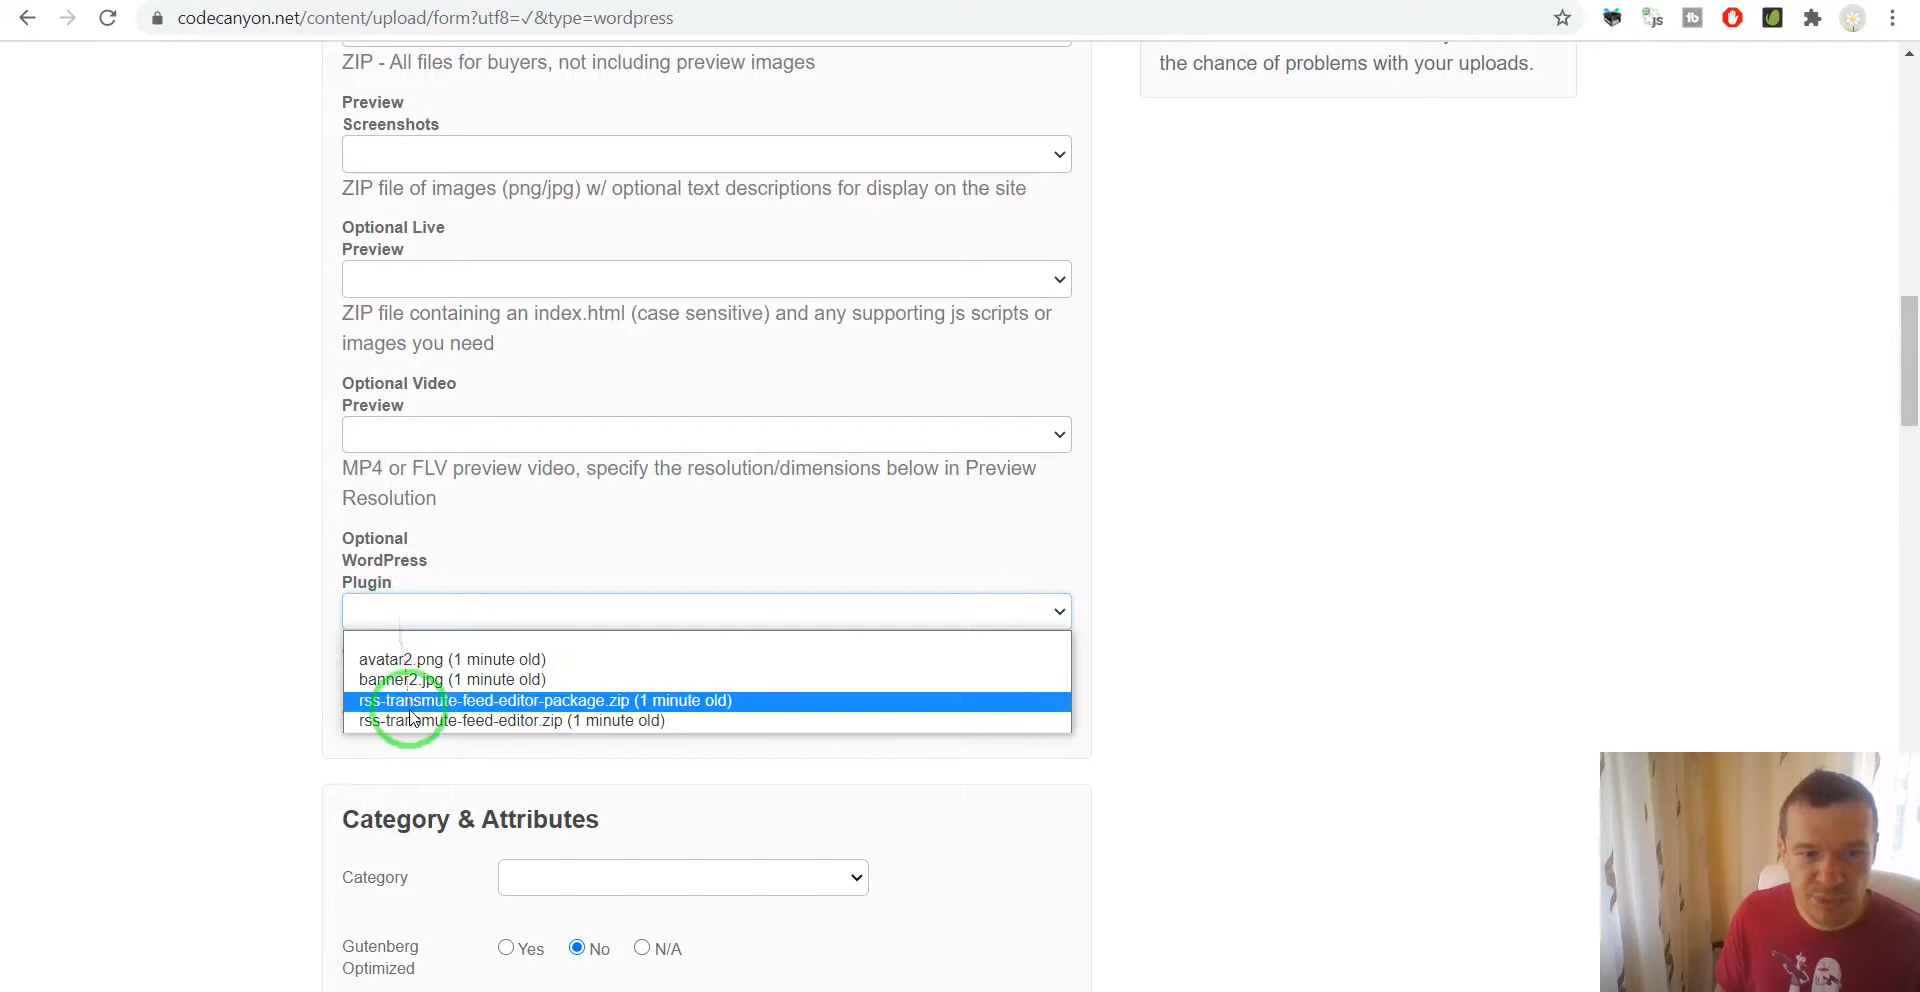 codecanyon.net/content/upload/form?utf8=✓&type=wordpress
the chance of problems with your uploads.
ZIP - All files for buyers, not including preview images
Preview
Screenshots
ZIP file of images (png/jpg) w/ optional text descriptions for display on the site
Optional Live
Preview
ZIP file containing an index.html (case sensitive) and any supporting js scripts or
images you need
Optional Video
Preview
MP4 or FLV preview video, specify the resolution/dimensions below in Preview
Resolution
Optional
WordPress
Plugin
avatar2.png (1 minute old)
banner2.jpg (1 minute old)
rss-transmute-feed-editor-package.zip (1 minute old)
rss-transmute-feed-editor.zip (1 minute old)
Category & Attributes
Category
Gutenberg
Optimized
Yes
No
N/A